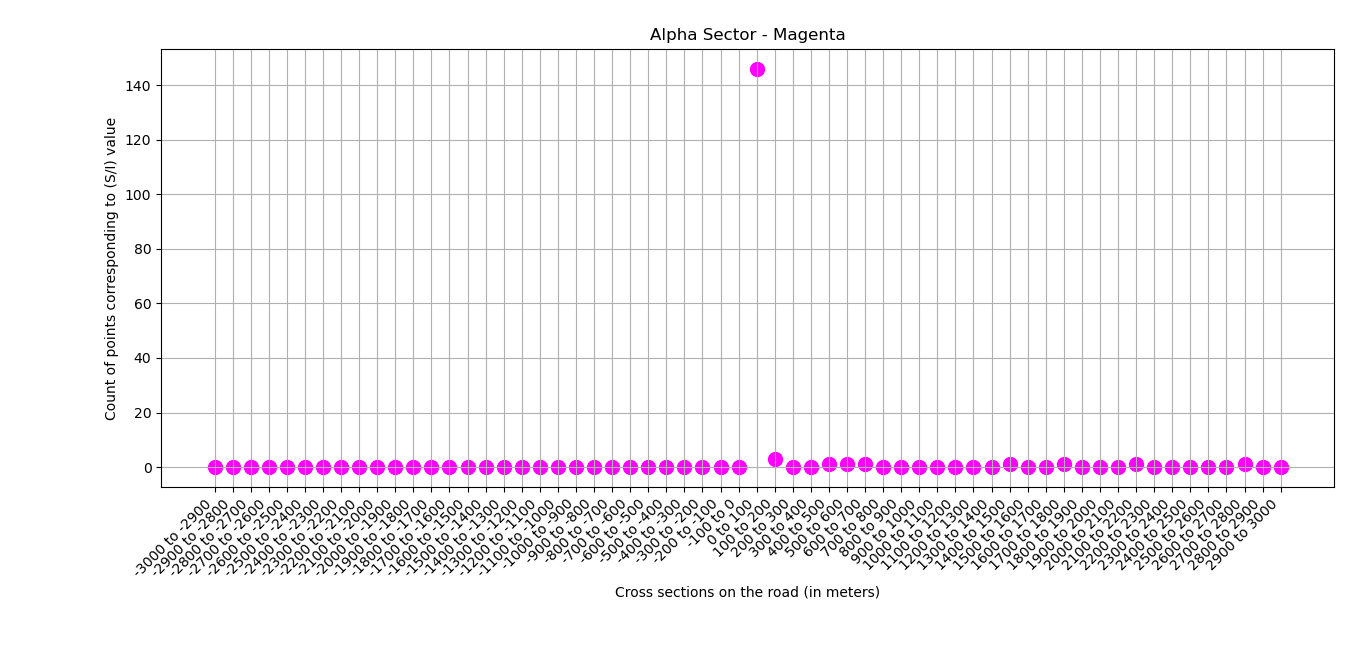 Alpha Sector - Magenta
Count of points corresponding to (S/I) value
140
120
100
80
60
40
20
0
-3000 to -2900
-2900 to -2800
-2800 to -2700
-2700 to -2600
-2600 to -2500
-2500 to -2400
-2400 to -2300
-2300 to -2200
-2200 to -2100
-2100 to -2000
-2000 to -1900
-1900 to -1800
-1800 to -1700
-1700 to -1600
-1600 to -1500
-1500 to -1400
-1400 to -1300
-1300 to -1200
-1200 to -1100
-1100 to -1000
-1000 to -900
-900 to -800
-800 to -700
-700 to -600
-600 to -500
-500 to -400
-400 to -300
-300 to -200
-200 to -100
-100 to 0
0 to 100
100 to 200
200 to 300
300 to 400
400 to 500
500 to 600
600 to 700
700 to 800
800 to 900
900 to 1000
1000 to 1100
1100 to 1200
1200 to 1300
1300 to 1400
1400 to 1500
1500 to 1600
1600 to 1700
1700 to 1800
1800 to 1900
1900 to 2000
2000 to 2100
2100 to 2200
2200 to 2300
2300 to 2400
2400 to 2500
2500 to 2600
2600 to 2700
2700 to 2800
2800 to 2900
2900 to 3000
Cross sections on the road (in meters)